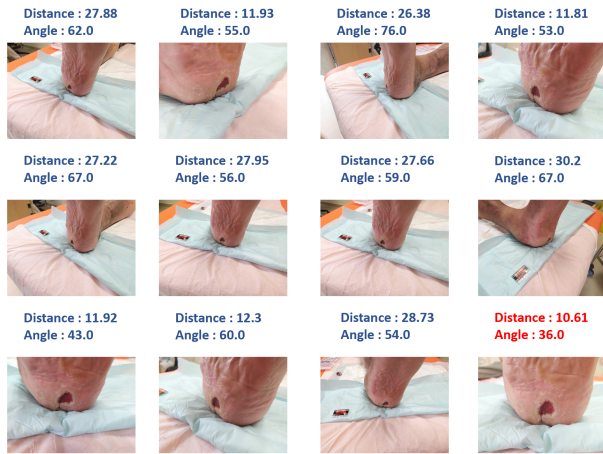 Distance : 27.88
Angle : 62.0
Distance : 11.93
Angle : 55.0
Distance : 26.38
Angle : 76.0
Distance : 11.81
Angle : 53.0
Distance : 27.22
Angle : 67.0
Distance : 27.95
Angle : 56.0
Distance : 27.66
Angle : 59.0
Distance : 30.2
Angle : 67.0
Distance : 11.92
Angle : 43.0
Distance : 12.3
Angle : 60.0
Distance : 28.73
Angle : 54.0
Distance : 10.61
Angle : 36.0